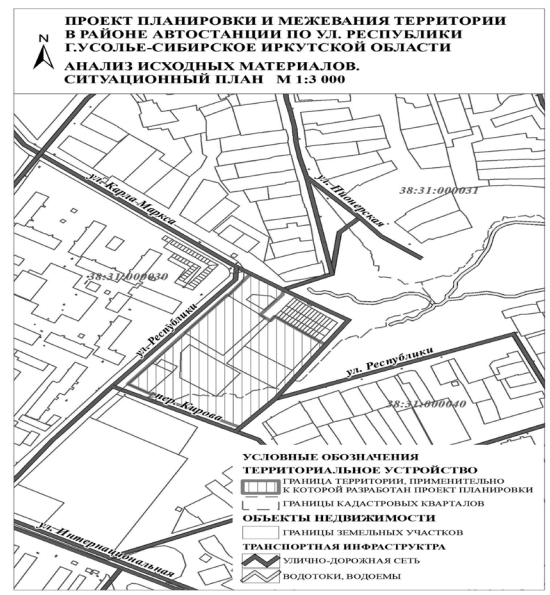 ПРОЕКТ ПЛАНИРОВКИ И МЕЖЕВАНИЯ ТЕРРИТОРИИ
В РАЙОНЕ АВТОСТАНЦИИ ПО УЛ. РЕСПУБЛИКИ
Г.УСОЛЬЕ-СИБИРСКОЕ ИРКУТСКОЙ ОБЛАСТИ
АНАЛИЗ ИСХОДНЫХ МАТЕРИАЛОВ.
СИТУАЦИОННЫЙ ПЛАН М 1:3 000
N
ул. Карла-Маркса
ул. Пионерская
38:31:000031
38:31:000030
ул. Республики
ул. Республики
38:31:000040
пер. Кирова
ул. Интернациональная
УСЛОВНЫЕ ОБОЗНАЧЕНИЯ
ТЕРРИТОРИАЛЬНОЕ УСТРОЙСТВО
ГРАНИЦА ТЕРРИТОРИИ, ПРИМЕНИТЕЛЬНО
К КОТОРОЙ РАЗРАБОТАН ПРОЕКТ ПЛАНИРОВКИ
ГРАНИЦЫ КАДАСТРОВЫХ КВАРТАЛОВ
ОБЪЕКТЫ НЕДВИЖИМОСТИ
ГРАНИЦЫ ЗЕМЕЛЬНЫХ УЧАСТКОВ
ТРАНСПОРТНАЯ ИНФРАСТРУКТРА
УЛИЧНО-ДОРОЖНАЯ СЕТЬ
ВОДОТОКИ, ВОДОЕМЫ